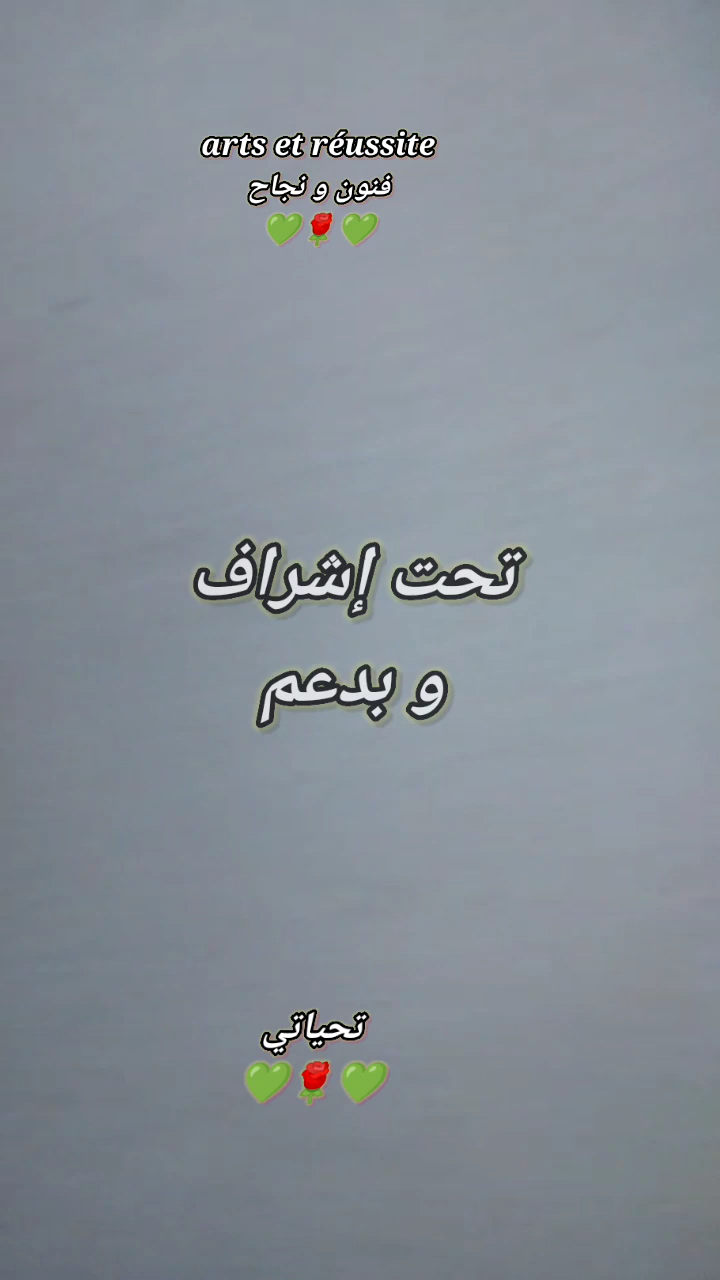 arts et réussite
فنون و نجاح
💚🌹💚
تحت إشراف
و بدعم
تحياتي
💚🌹💚